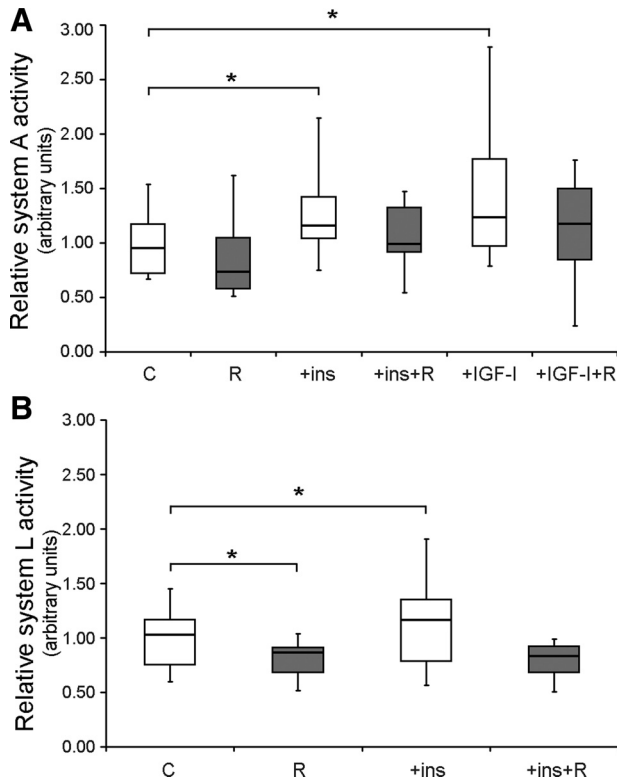 A
Relative system A activity
(arbitrary units)
3.00
2.50
2.00
1.50
1.00
0.50
0.00
*
*
C R +ins +ins+R +IGF-I +IGF-I+R
B
Relative system L activity
(arbitrary units)
3.00
2.50
2.00
1.50
1.00
0.50
0.00
*
*
C R +ins +ins+R